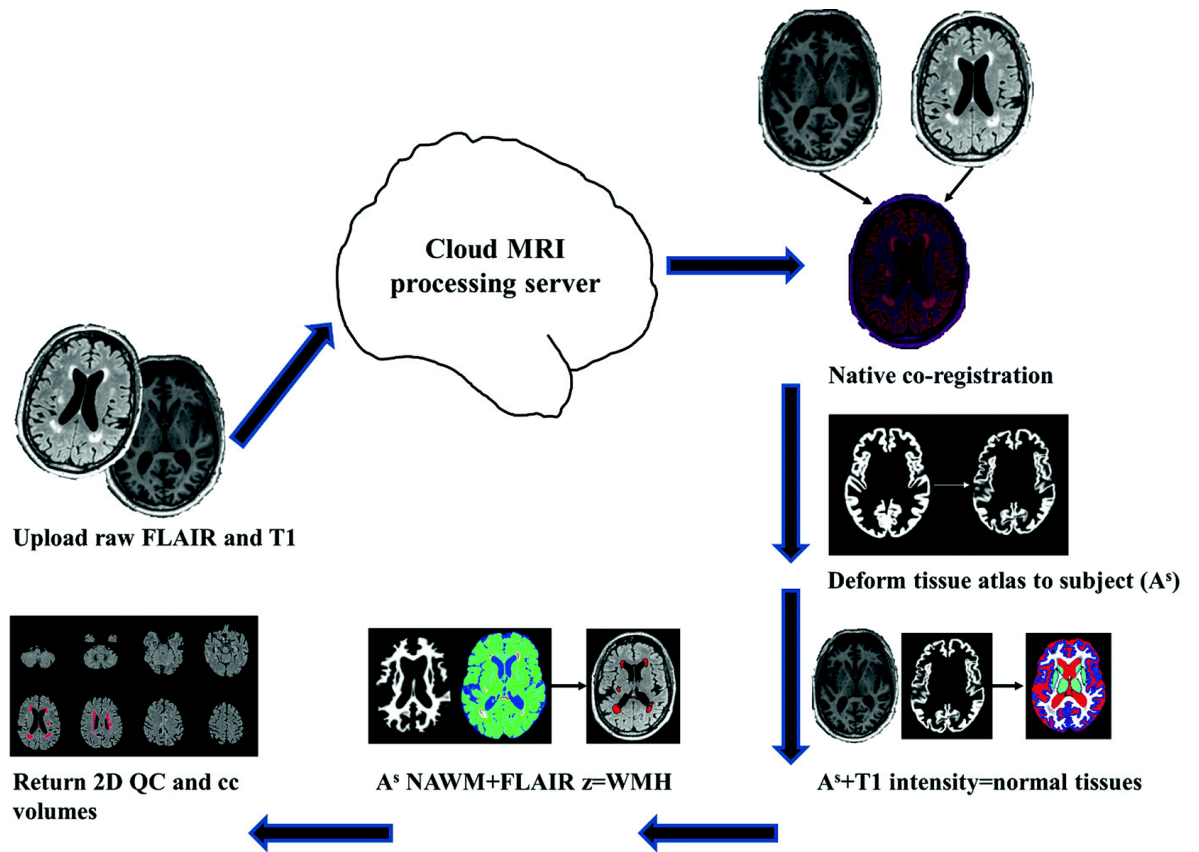 Cloud MRI
processing server
Native co-registration
Upload raw FLAIR and T1
Deform tissue atlas to subject (Aˢ)
Aˢ+T1 intensity=normal tissues
Aˢ NAWM+FLAIR z=WMH
Return 2D QC and cc
volumes